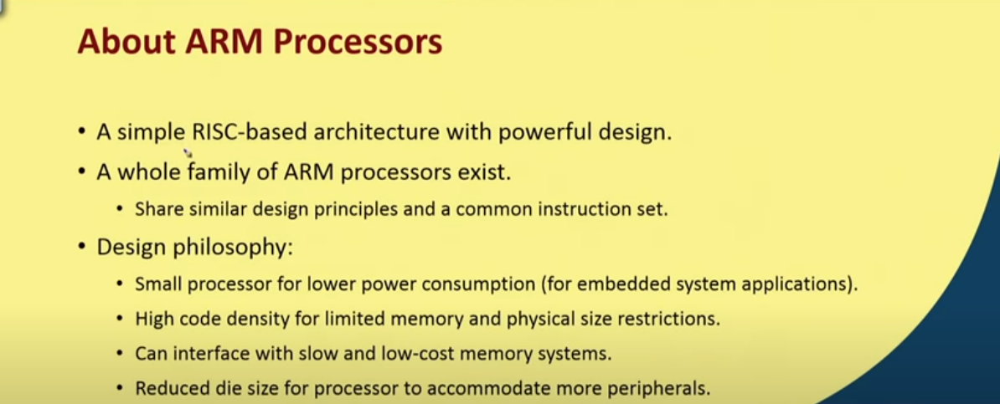 About ARM Processors
• A simple RISC-based architecture with powerful design.
• A whole family of ARM processors exist.
• Share similar design principles and a common instruction set.
• Design philosophy:
• Small processor for lower power consumption (for embedded system applications).
• High code density for limited memory and physical size restrictions.
• Can interface with slow and low-cost memory systems.
• Reduced die size for processor to accommodate more peripherals.